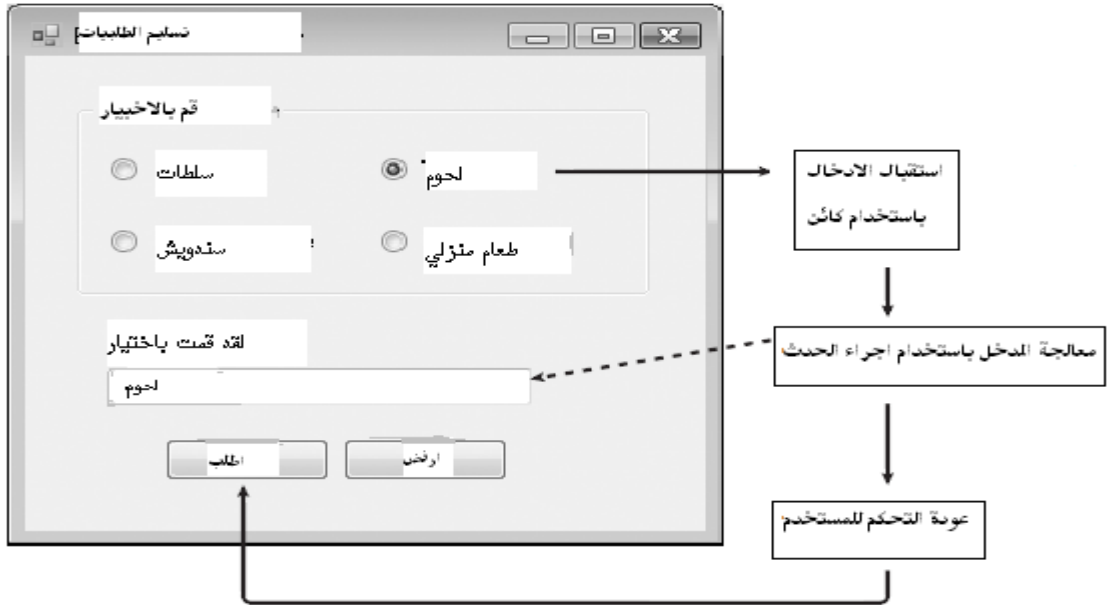 تسليم الطلبيات
قم بالاخبيار
سلطات
لحوم
سندويش
طعام منزلي
لقد قمت باختيار
لحوم
اطلب
ارفض
استقبال الادخال
باستخدام كائن
معالجة المدخل باستخدام اجراء الحدث
عودة التحكم للمستخدم